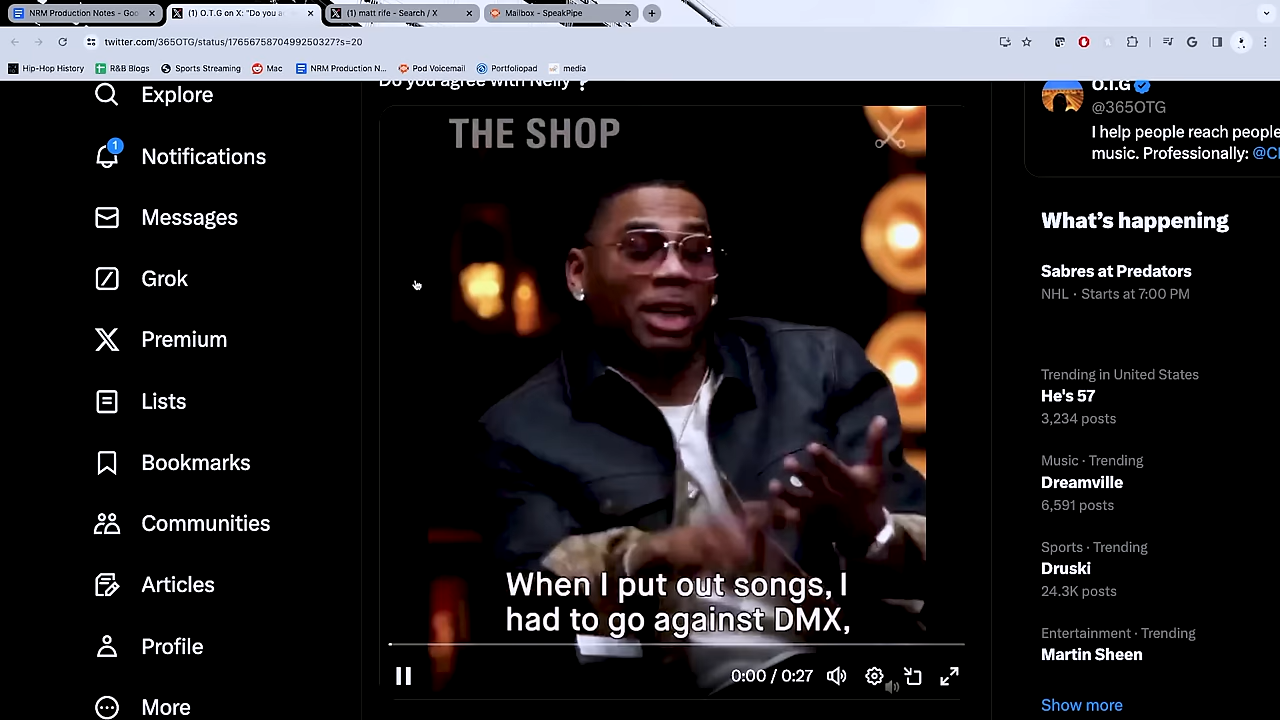 NRM Production Notes - Goo
(1) O.T.G on X: "Do you a
(1) matt rife - Search / X
Mailbox - SpeakPipe
twitter.com/365OTG/status/1765675870499250327?s=20
Hip-Hop History
R&B Blogs
Sports Streaming
Mac
NRM Production N...
Pod Voicemail
Portfoliopad
media
Explore
Notifications
1
Messages
Grok
Premium
Lists
Bookmarks
Communities
Articles
Profile
More
Do you agree with Nelly ?
THE SHOP
When I put out songs, I
had to go against DMX,
0:00 / 0:27
O.T.G
@365OTG
I help people reach people
music. Professionally: @C
What's happening
Sabres at Predators
NHL · Starts at 7:00 PM
Trending in United States
He's 57
3,234 posts
Music · Trending
Dreamville
6,591 posts
Sports · Trending
Druski
24.3K posts
Entertainment · Trending
Martin Sheen
Show more